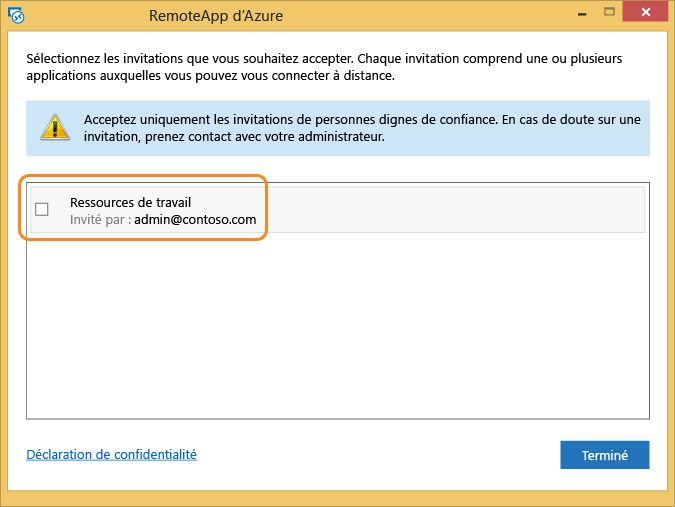 RemoteApp d'Azure
Sélectionnez les invitations que vous souhaitez accepter. Chaque invitation comprend une ou plusieurs
applications auxquelles vous pouvez vous connecter à distance.
Acceptez uniquement les invitations de personnes dignes de confiance. En cas de doute sur une
invitation, prenez contact avec votre administrateur.
Ressources de travail
Invité par : admin@contoso.com
Déclaration de confidentialité
Terminé